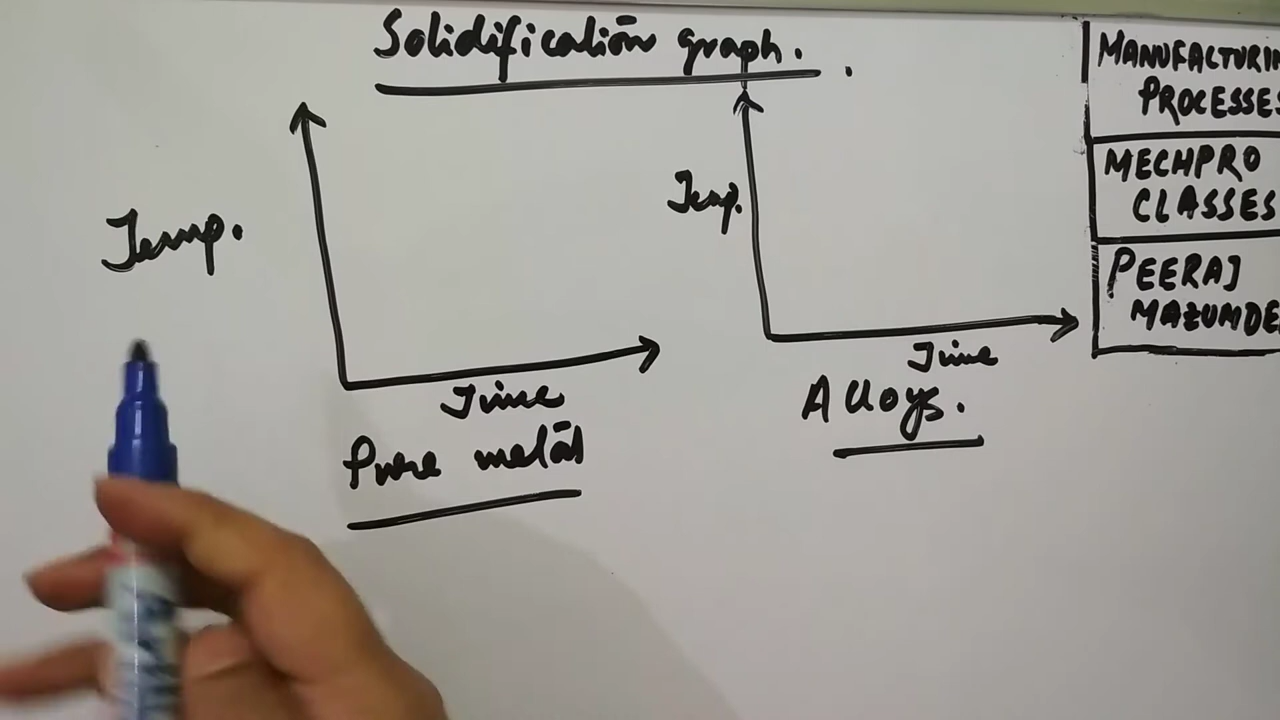 Solidification graph.
Temp.
Time
Pure metal
Temp.
Time
Alloys.
MANUFACTURIN
PROCESSES
MECHPRO
CLASSES
PEERAJ
MAZUMDE